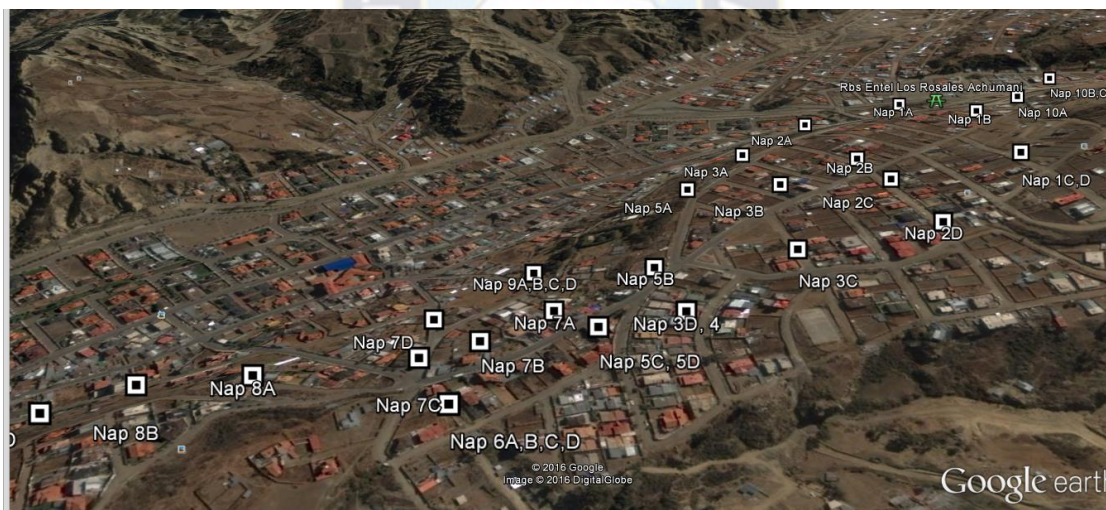 Rbs Entel Los Rosales Achumani
Nap 10B,C
Nap 1A
Nap 1B
Nap 10A
Nap 2A
Nap 3A
Nap 2B
Nap 1C,D
Nap 5A
Nap 3B
Nap 2C
Nap 2D
Nap 9A,B,C,D
Nap 5B
Nap 3C
Nap 7A
Nap 3D, 4
Nap 7D
Nap 7B
Nap 5C, 5D
Nap 8A
Nap 7C
Nap 8B
Nap 6A,B,C,D
© 2016 Google
Image © 2016 DigitalGlobe
Google earth